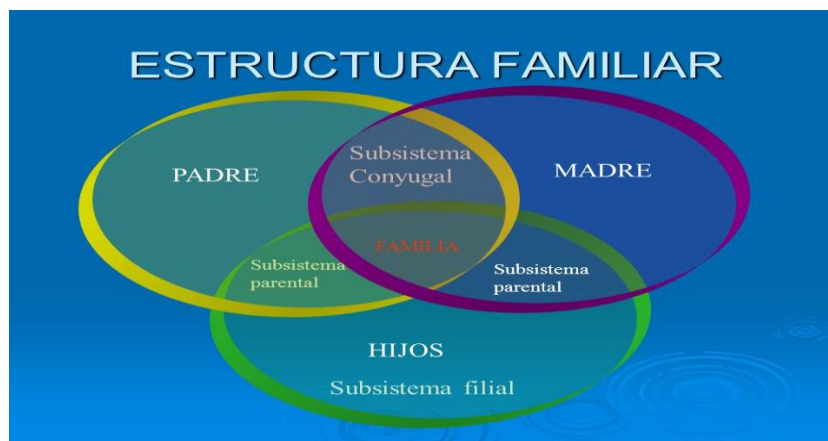 ESTRUCTURA FAMILIAR
PADRE
Subsistema
Conyugal
MADRE
FAMILIA
Subsistema
parental
Subsistema
parental
HIJOS
Subsistema filial